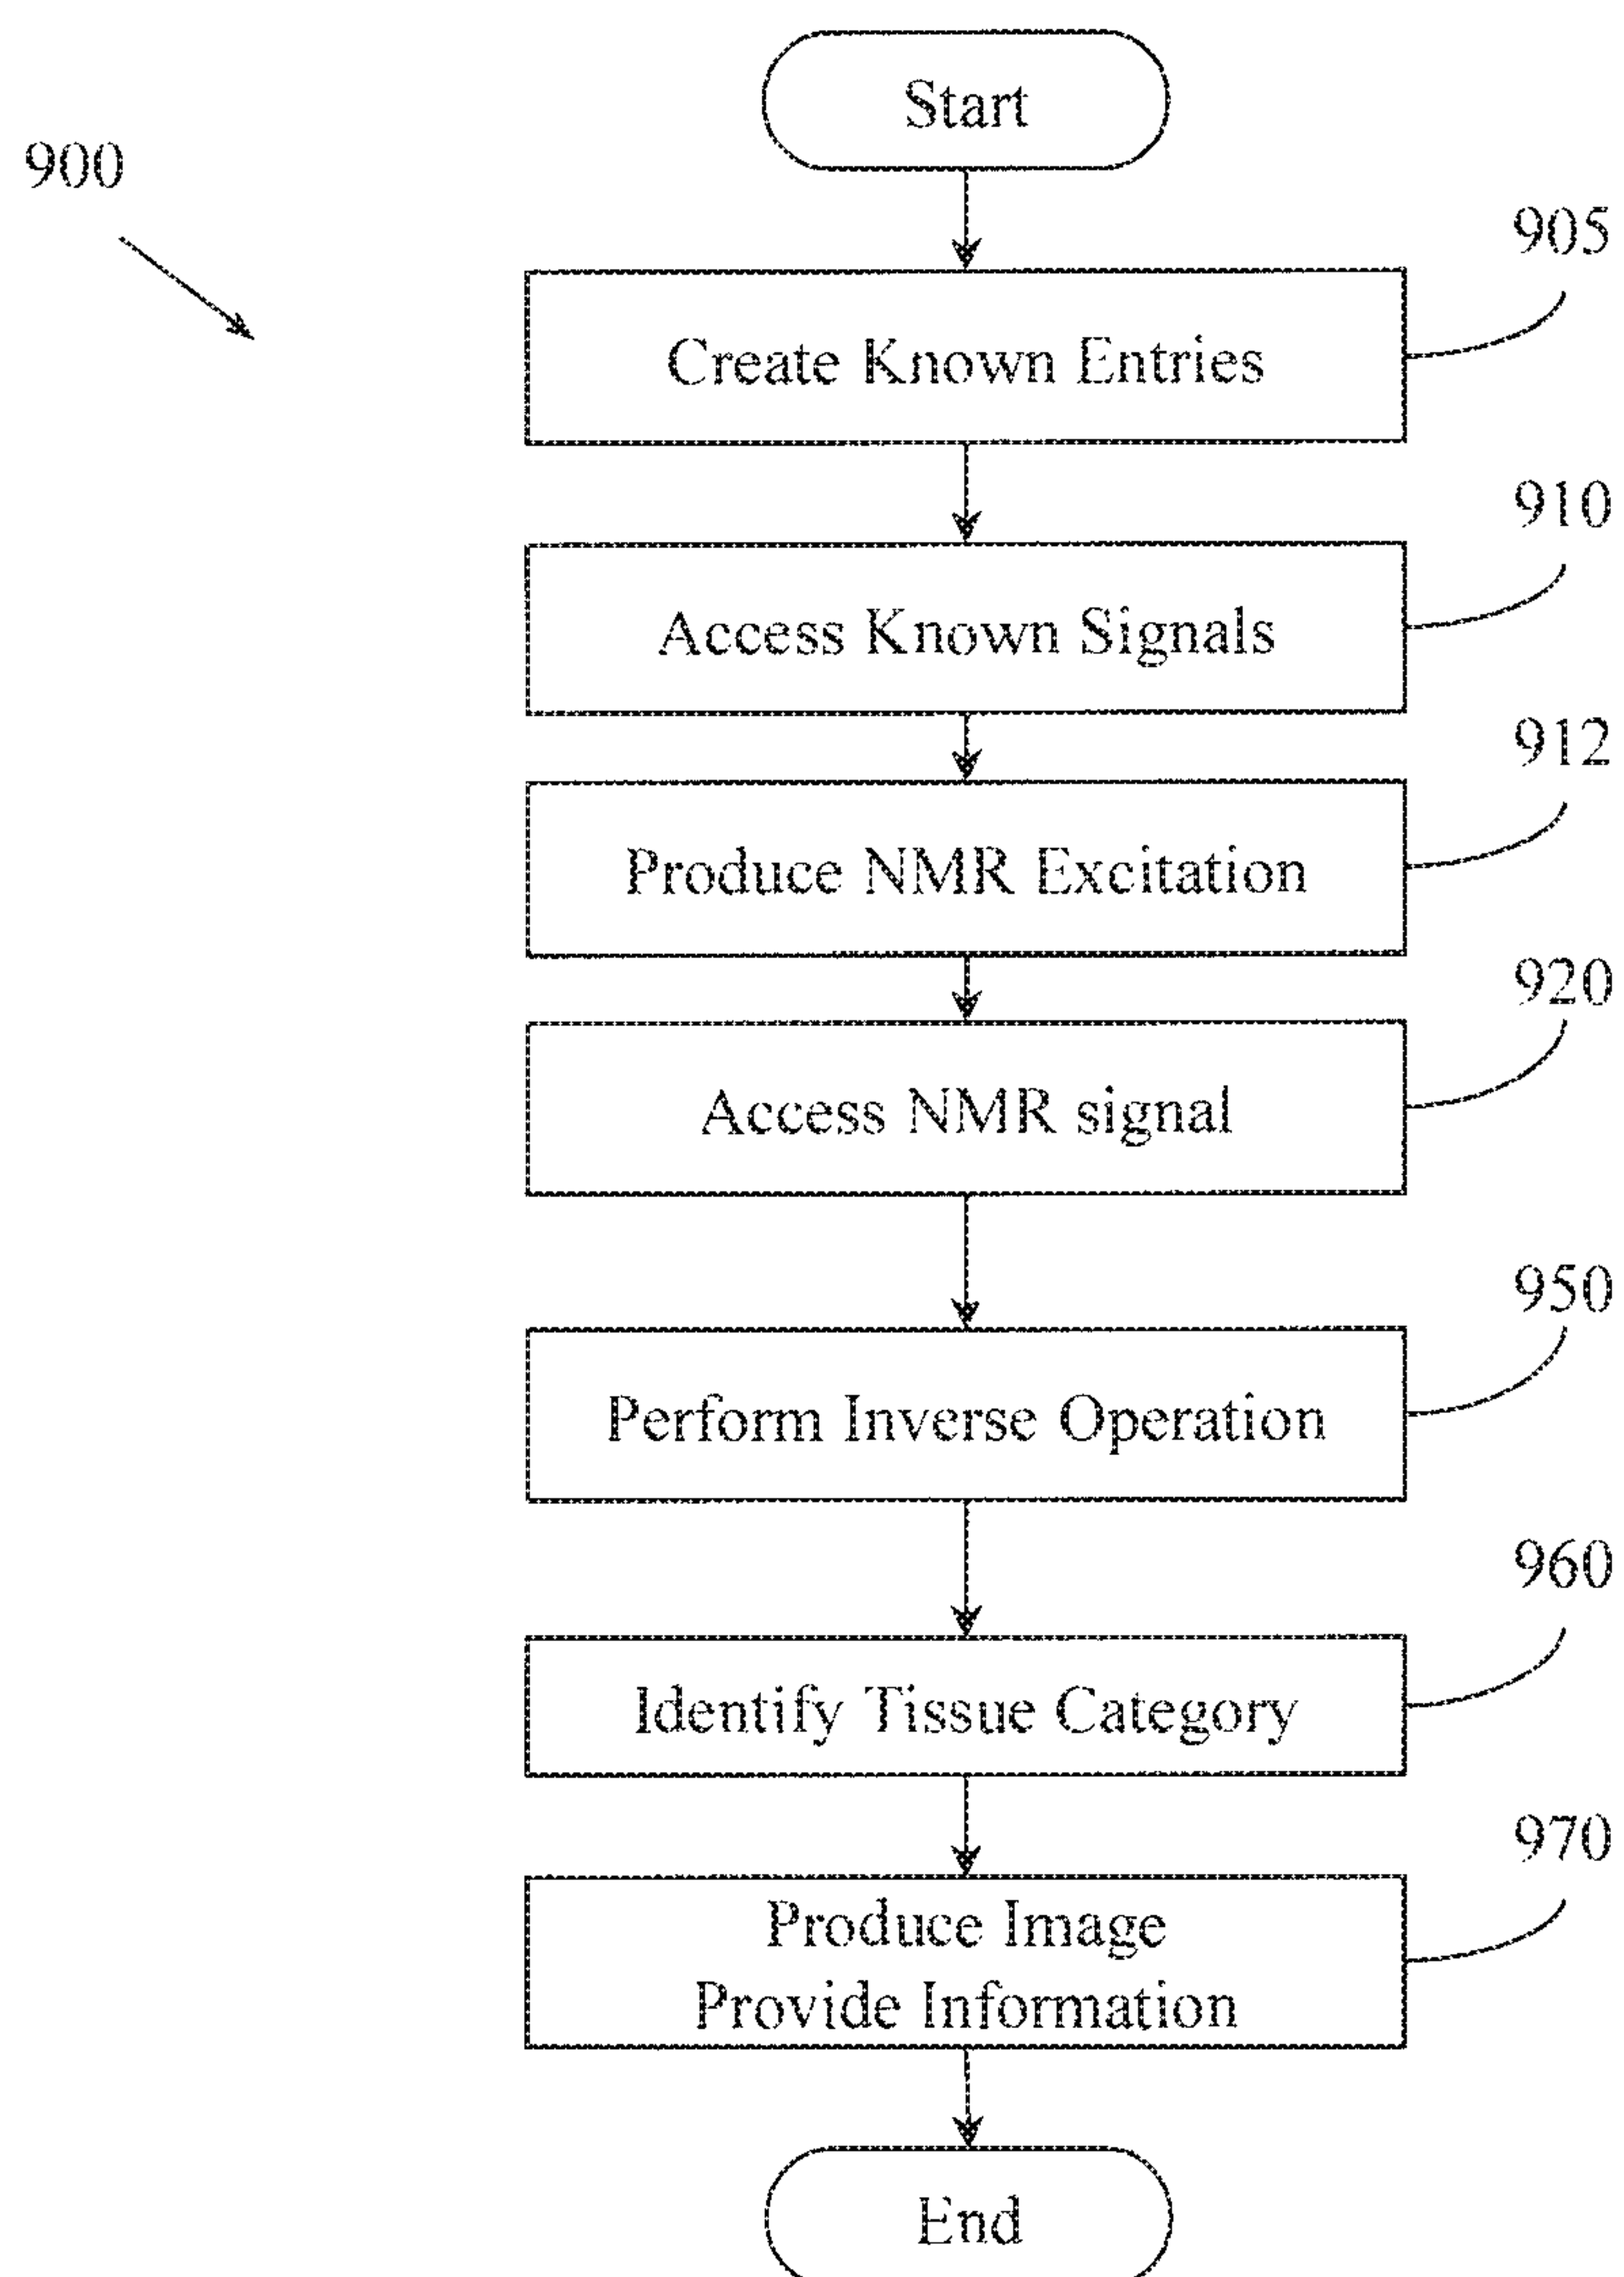 Start
900
905
Create Known Entries
910
Access Known Signals
912
Produce NMR Excitation
920
Access NMR signal
950
Perform Inverse Operation
960
Identify Tissue Category
970
Produce Image
Provide Information
End